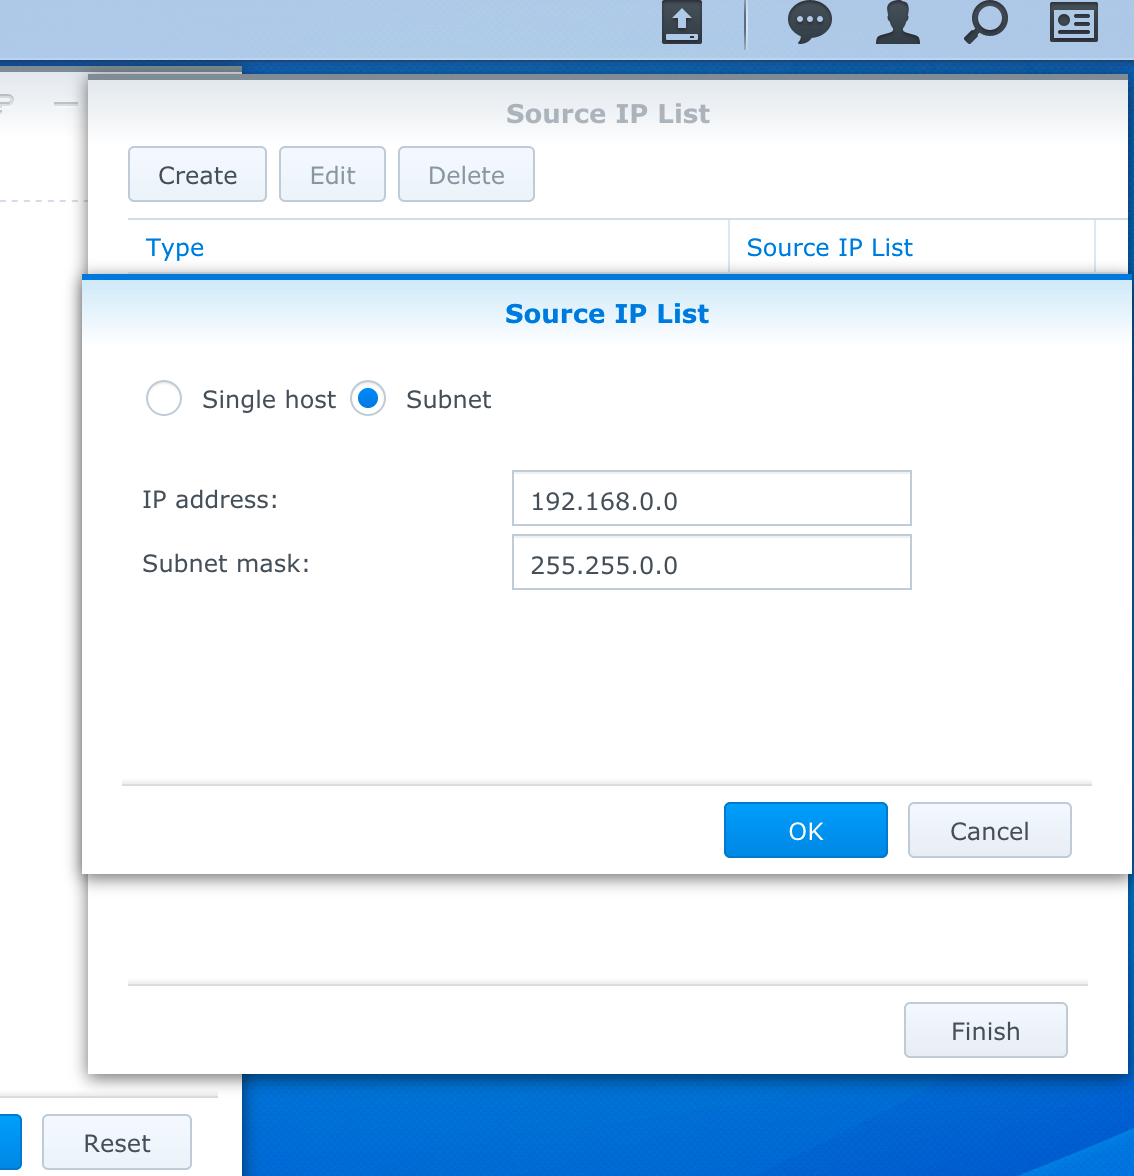 Source IP List
Create Edit Delete
Type Source IP List
Source IP List
Single host Subnet
IP address: 192.168.0.0
Subnet mask: 255.255.0.0
OK Cancel
Finish
Reset